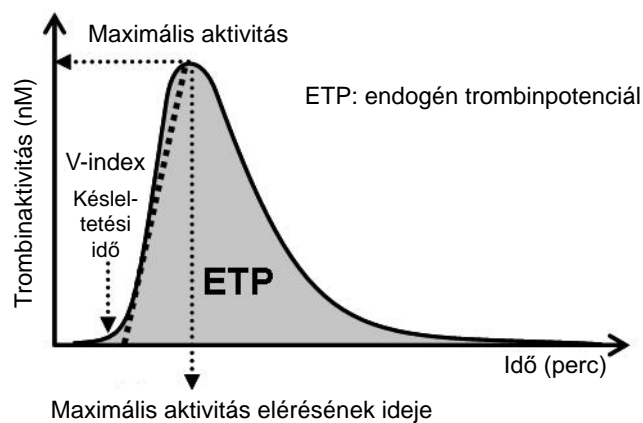 Maximális aktivitás
ETP: endogén trombinpotenciál
Trombinaktivitás (nM)
V-index
Késlel-
tetési
idő
ETP
Idő (perc)
Maximális aktivitás elérésének ideje